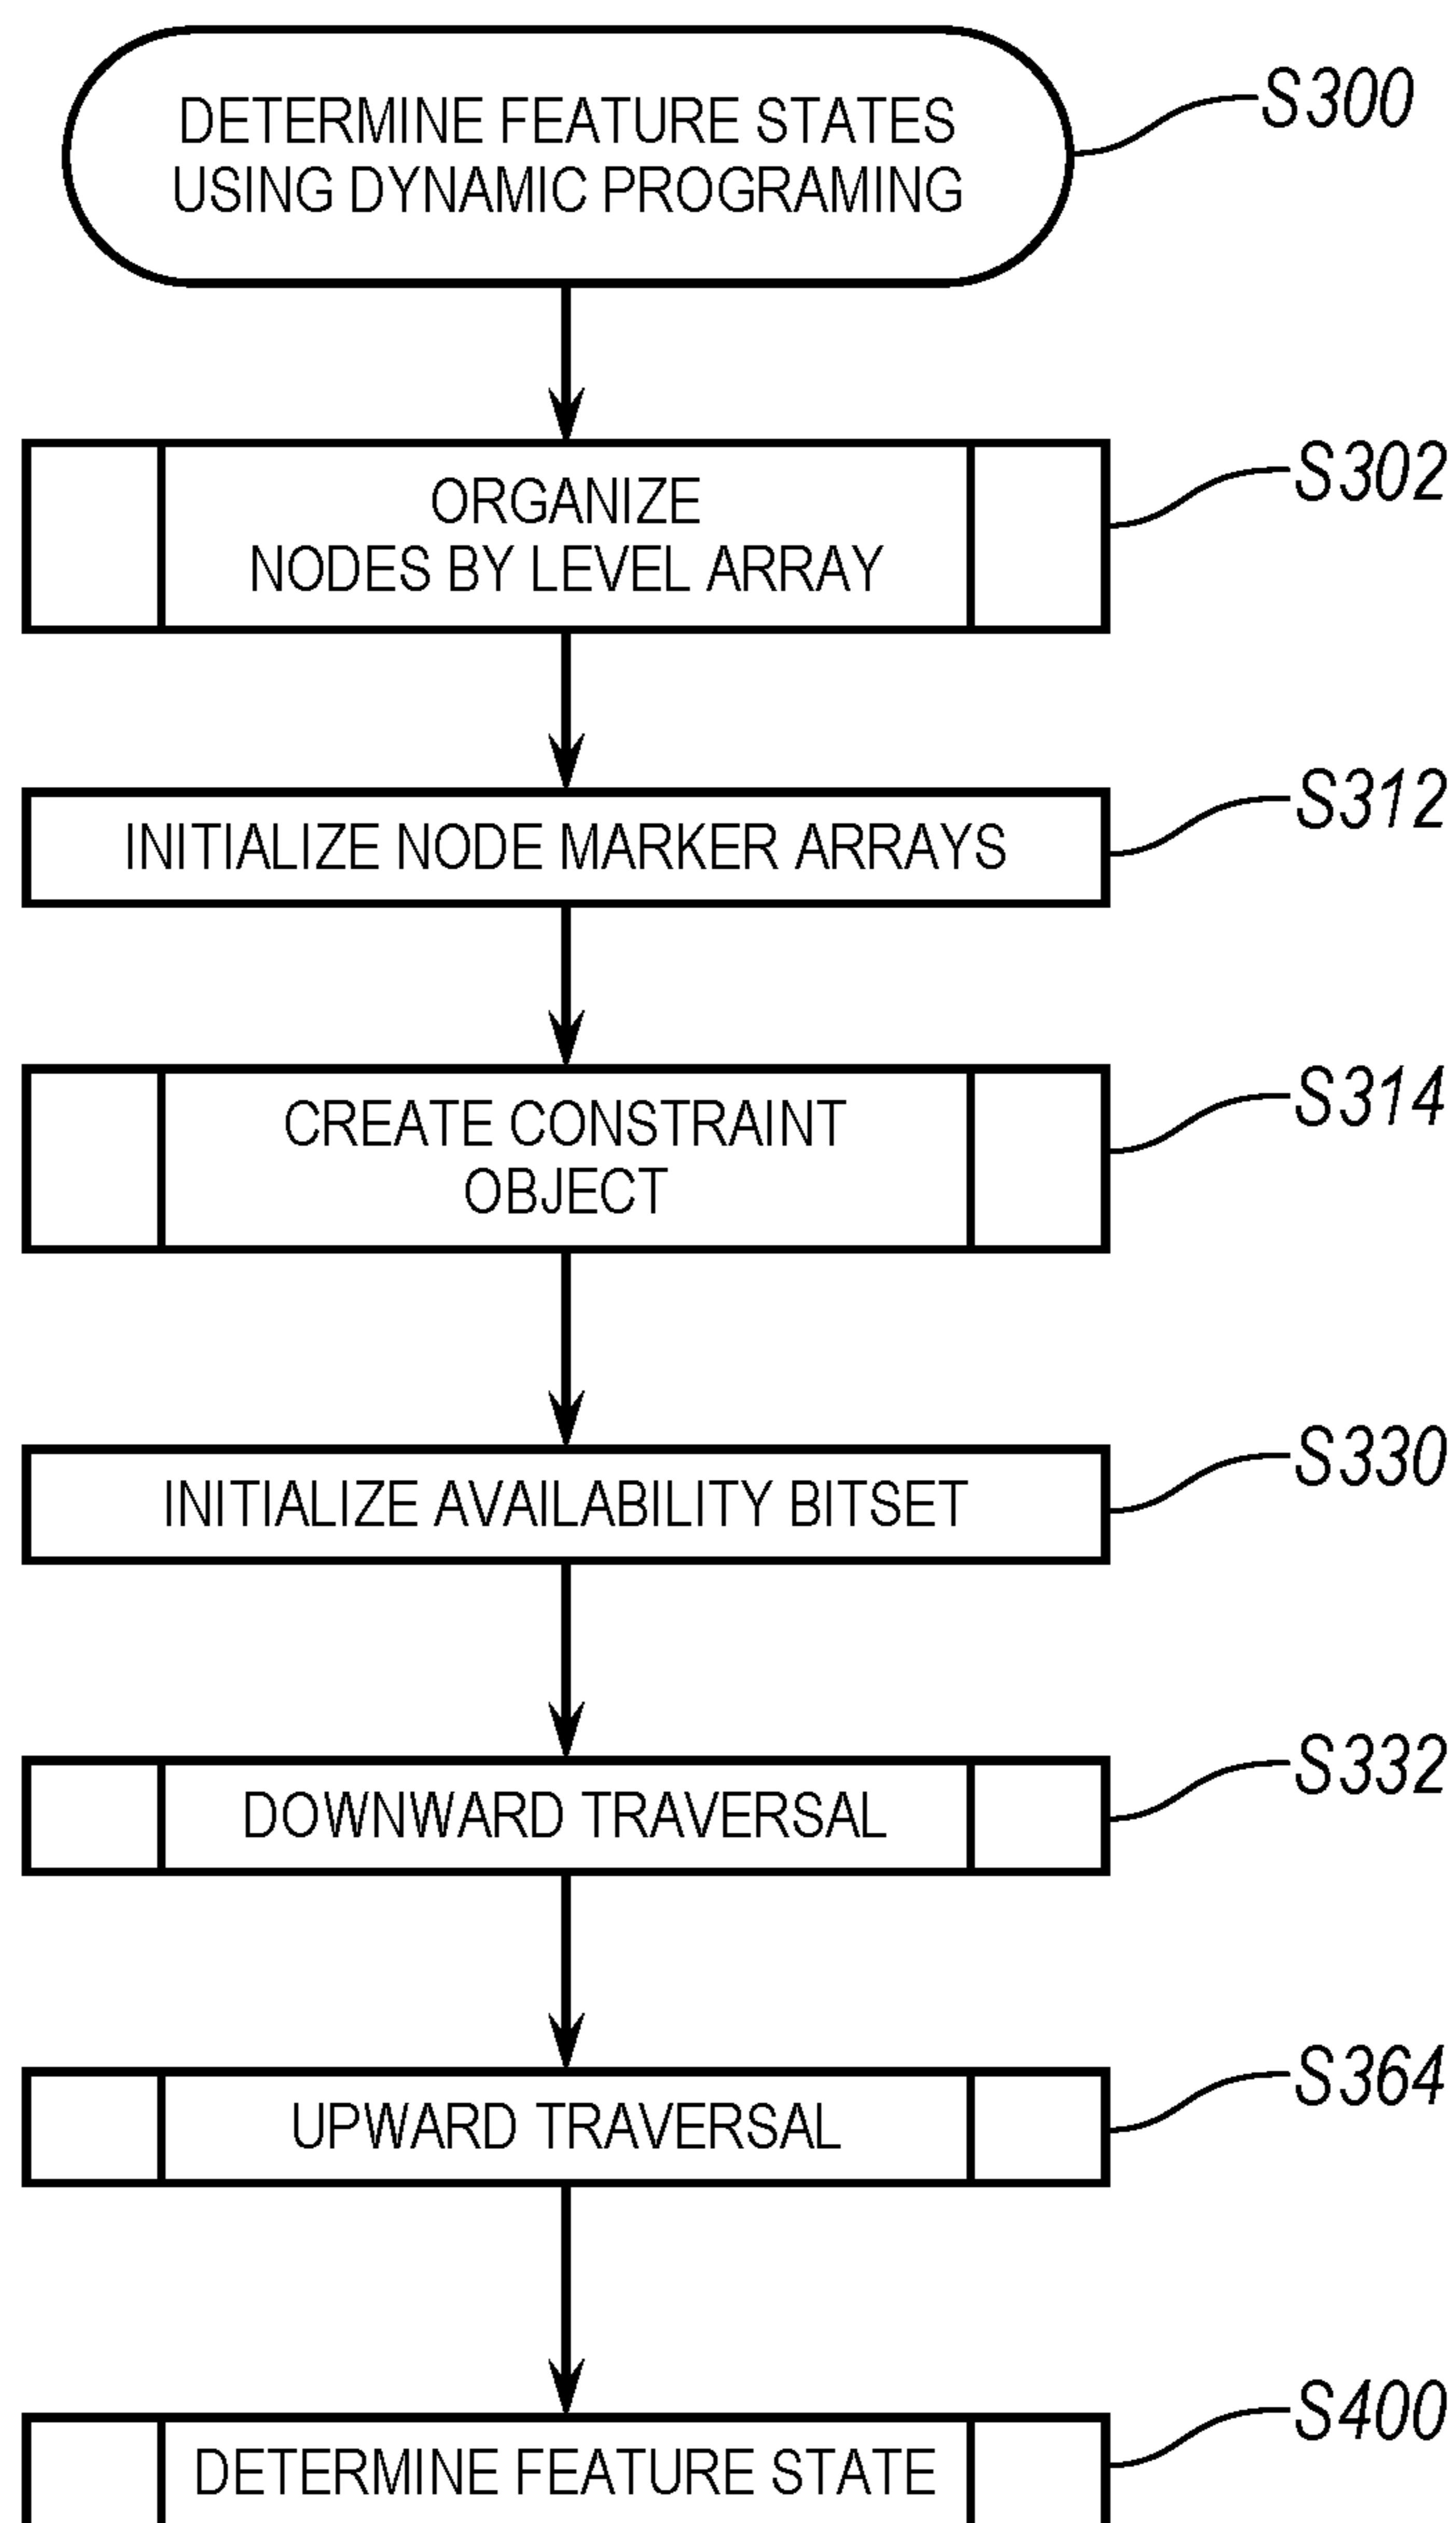 DETERMINE FEATURE STATES
USING DYNAMIC PROGRAMING
S300
ORGANIZE
NODES BY LEVEL ARRAY
S302
INITIALIZE NODE MARKER ARRAYS
S312
CREATE CONSTRAINT
OBJECT
S314
INITIALIZE AVAILABILITY BITSET
S330
DOWNWARD TRAVERSAL
S332
UPWARD TRAVERSAL
S364
DETERMINE FEATURE STATE
S400